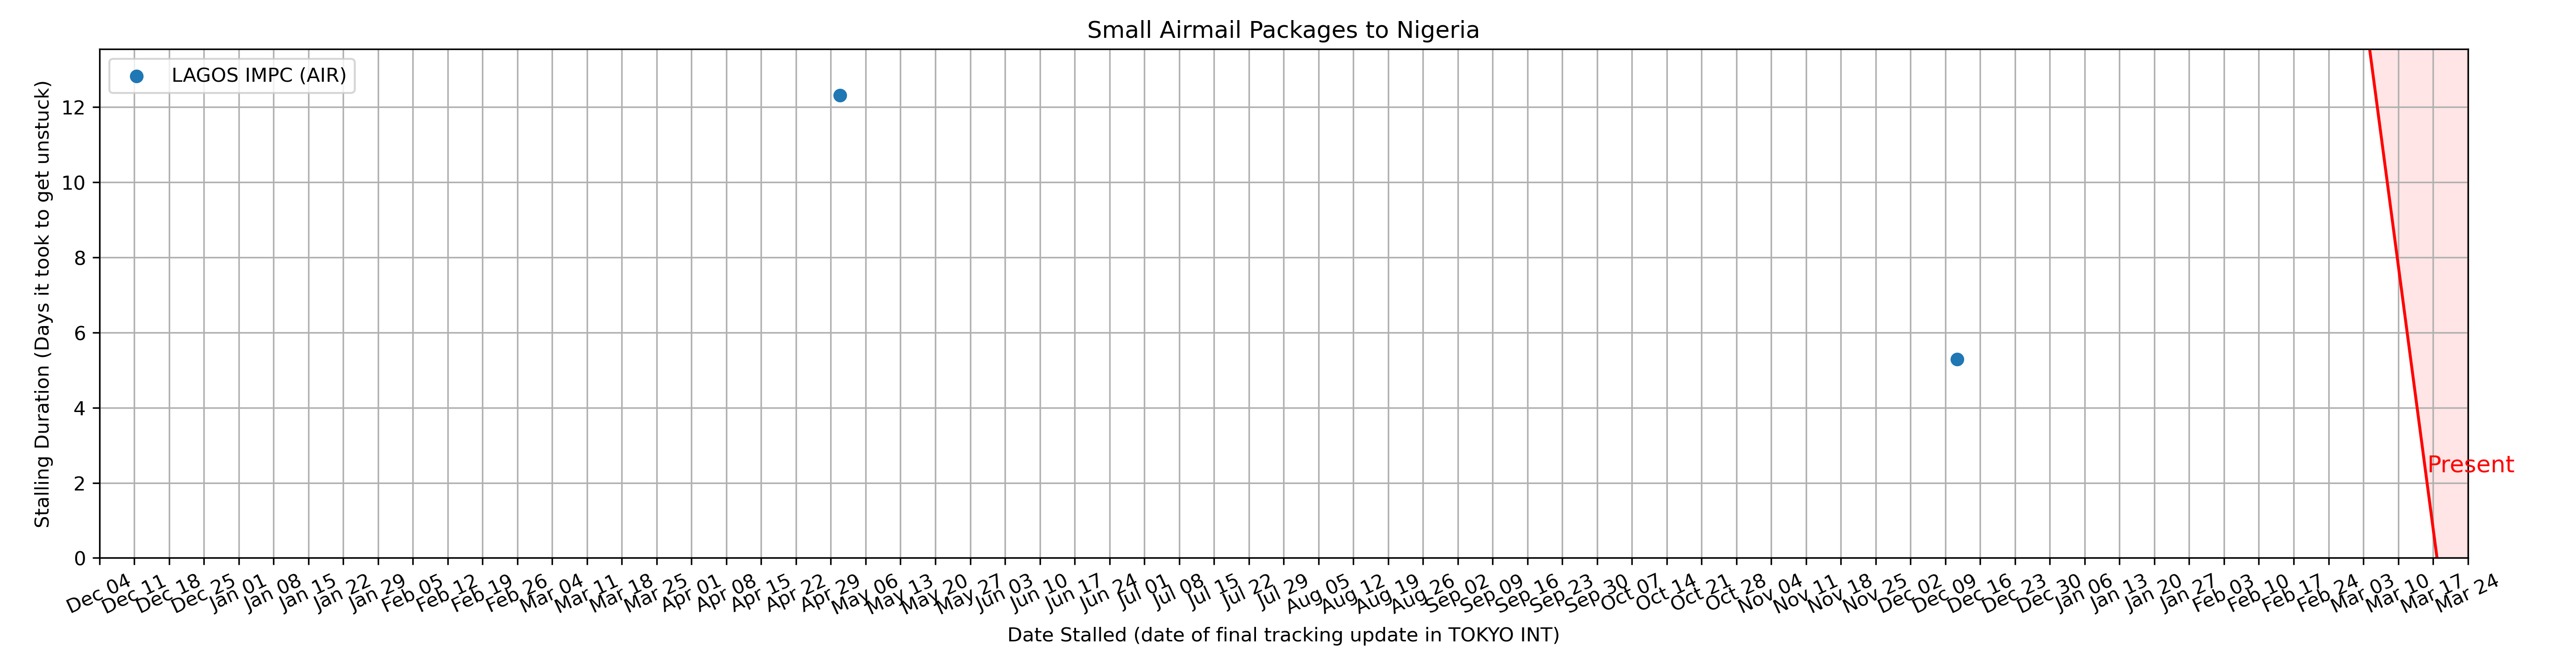 Small Airmail Packages to Nigeria
LAGOS IMPC (AIR)
Stalling Duration (Days it took to get unstuck)
12
10
8
6
4
2
0
Present
Dec 04 Dec 11 Dec 18 Dec 25 Jan 01 Jan 08 Jan 15 Jan 22 Jan 29 Feb 05 Feb 12 Feb 19 Feb 26 Mar 04 Mar 11 Mar 18 Mar 25 Apr 01 Apr 08 Apr 15 Apr 22 Apr 29 May 06 May 13 May 20 May 27 Jun 03 Jun 10 Jun 17 Jun 24 Jul 01 Jul 08 Jul 15 Jul 22 Jul 29 Aug 05 Aug 12 Aug 19 Aug 26 Sep 02 Sep 09 Sep 16 Sep 23 Sep 30 Oct 07 Oct 14 Oct 21 Oct 28 Nov 04 Nov 11 Nov 18 Nov 25 Dec 02 Dec 09 Dec 16 Dec 23 Dec 30 Jan 06 Jan 13 Jan 20 Jan 27 Feb 03 Feb 10 Feb 17 Feb 24 Mar 03 Mar 10 Mar 17 Mar 24
Date Stalled (date of final tracking update in TOKYO INT)